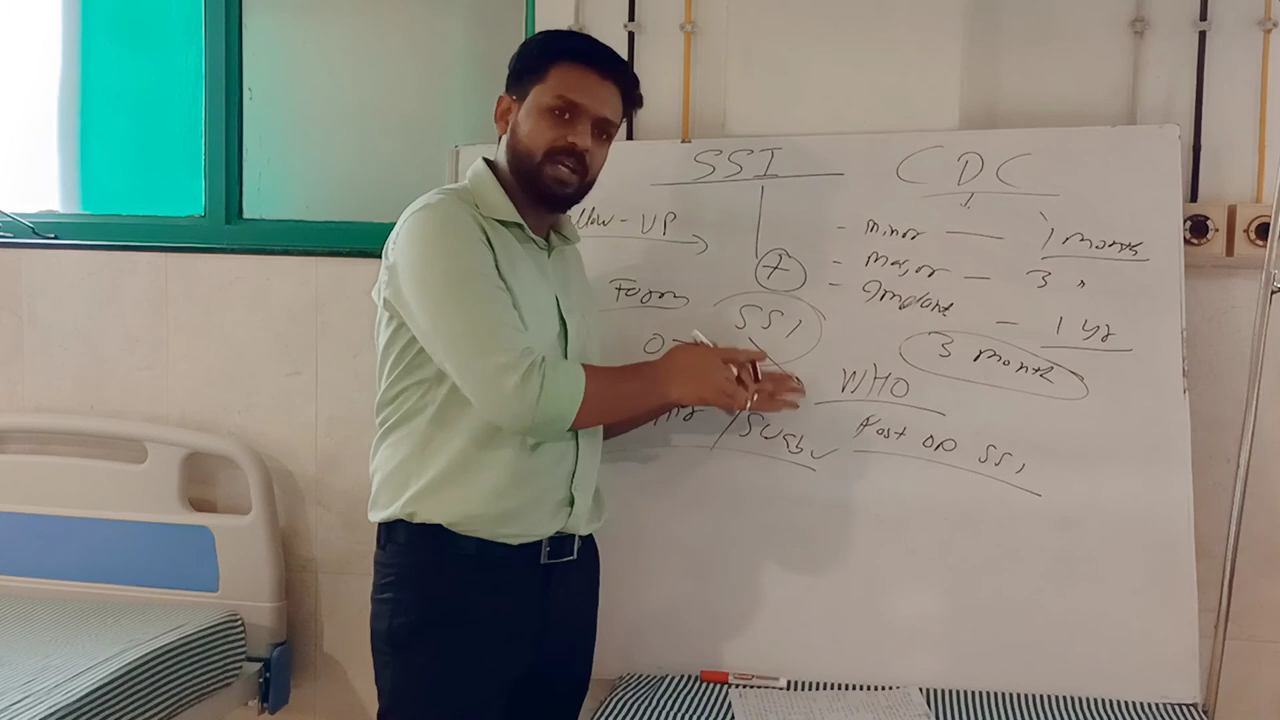 SSI
CDC
llow-UP
- minor — 1 month
- major — 3 "
- Implant — 1 yr
+
Form
SSI
3 month
WHO
Post OP SSI